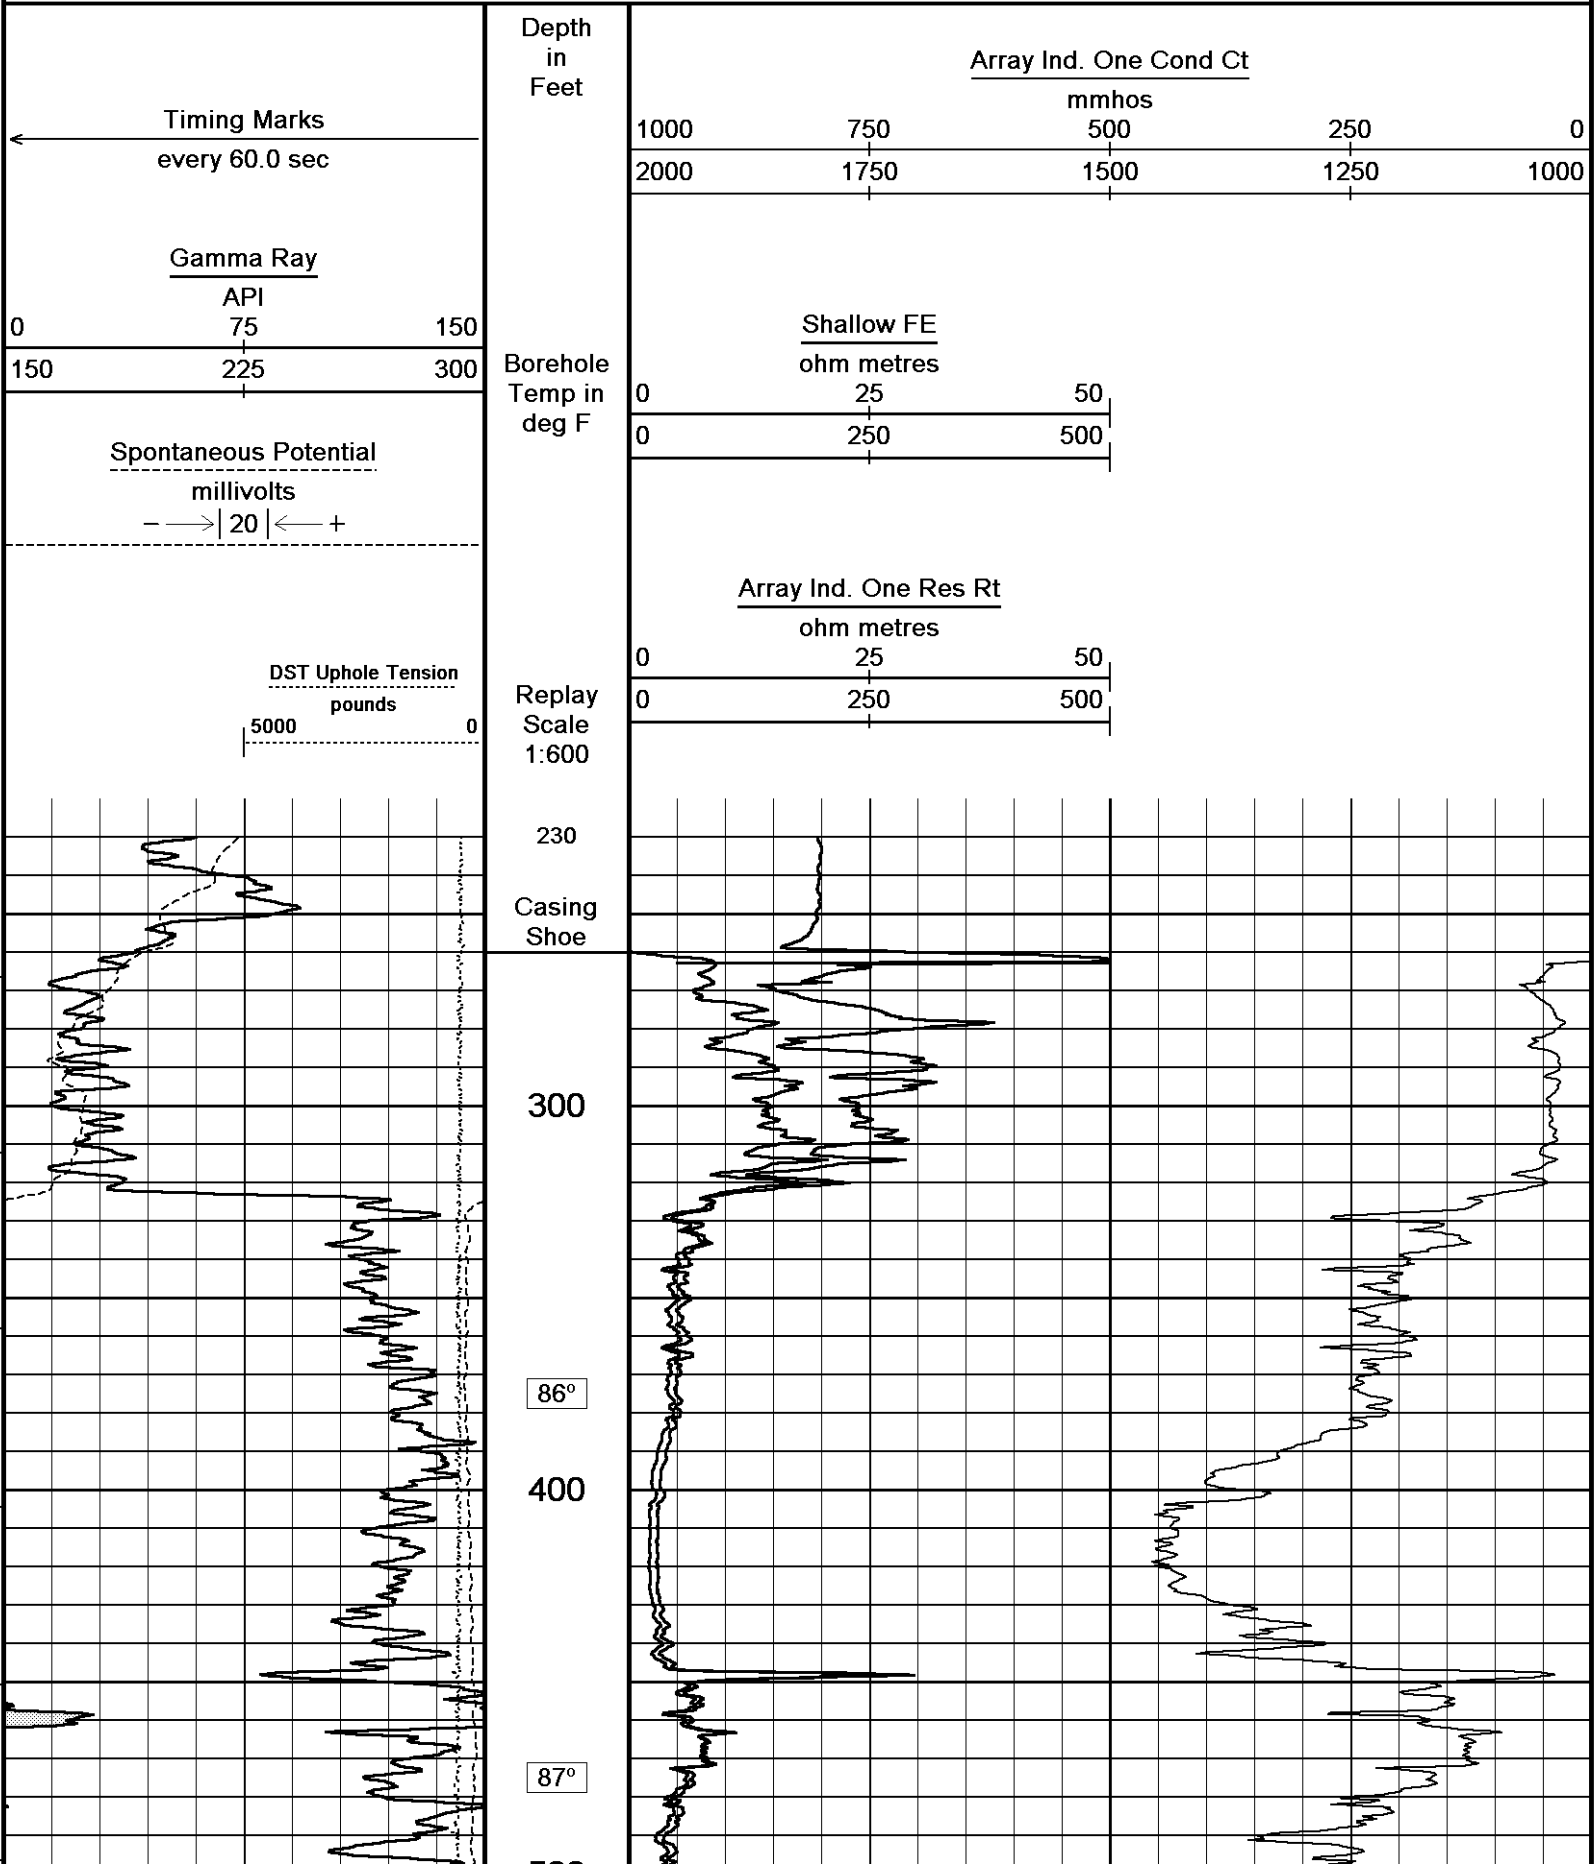 Timing Marks
every 60.0 sec
Gamma Ray
API
0 75 150
150 225 300
Spontaneous Potential
millivolts
− 20 +
DST Uphole Tension
pounds
5000 0
Depth
in
Feet
Borehole
Temp in
deg F
Replay
Scale
1:600
Array Ind. One Cond Ct
mmhos
1000 750 500 250 0
2000 1750 1500 1250 1000
Shallow FE
ohm metres
0 25 50
0 250 500
Array Ind. One Res Rt
ohm metres
0 25 50
0 250 500
230
Casing
Shoe
300
86°
400
87°